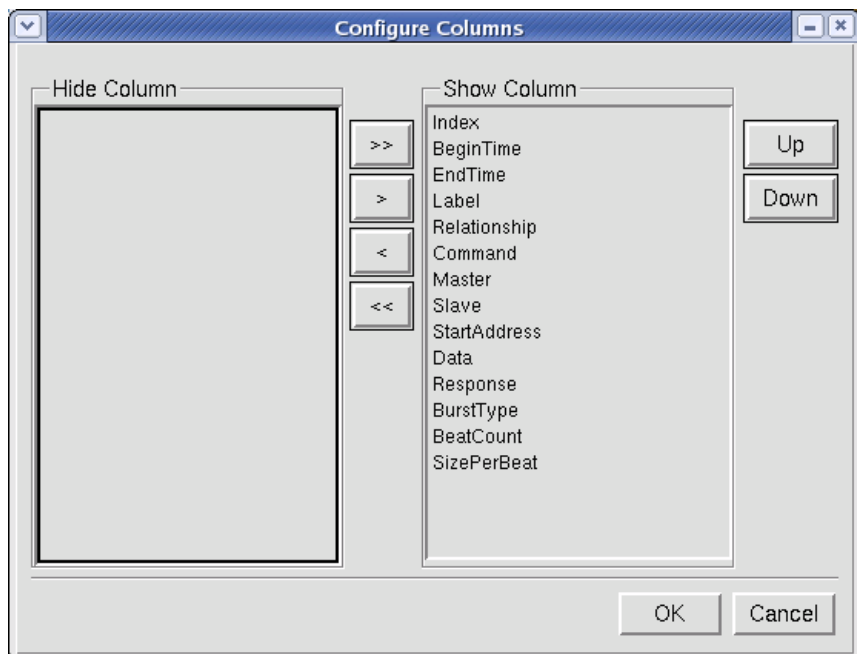 Configure Columns
Hide Column
Show Column
>>
>
<
<<
Index
BeginTime
EndTime
Label
Relationship
Command
Master
Slave
StartAddress
Data
Response
BurstType
BeatCount
SizePerBeat
Up
Down
OK
Cancel